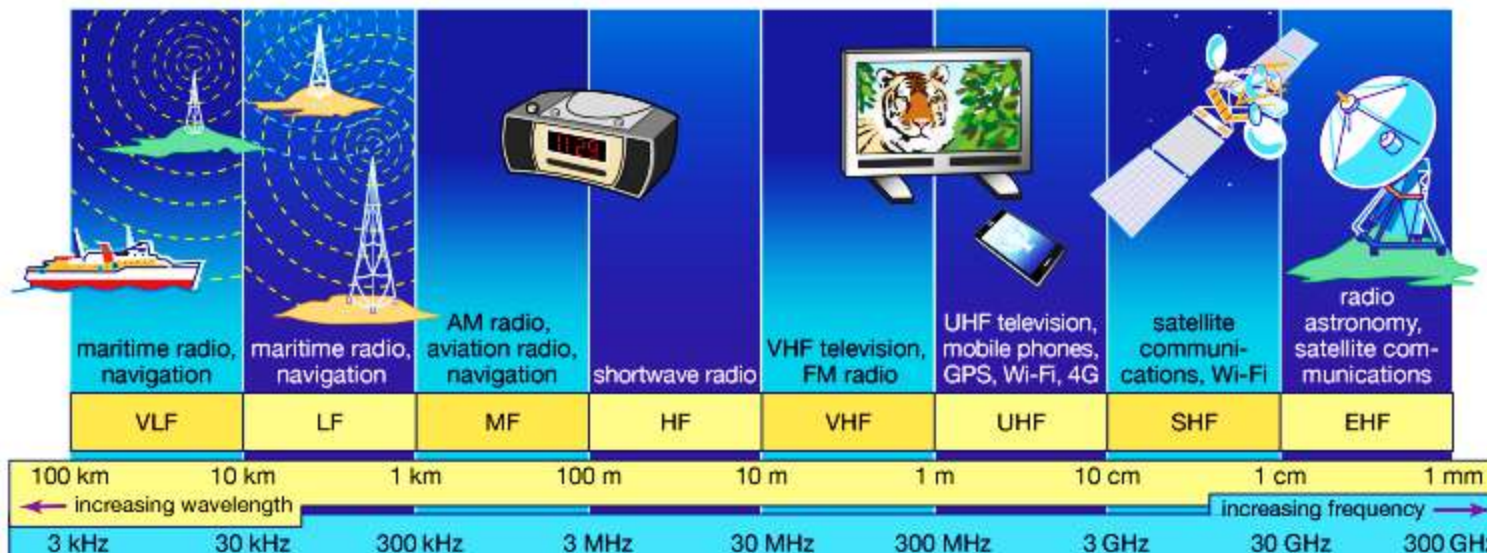 11:29
maritime radio,
navigation
maritime radio,
navigation
AM radio,
aviation radio,
navigation
shortwave radio
VHF television,
FM radio
UHF television,
mobile phones,
GPS, Wi-Fi, 4G
satellite
communi-
cations, Wi-Fi
radio
astronomy,
satellite com-
munications
VLF LF MF HF VHF UHF SHF EHF
100 km 10 km 1 km 100 m 10 m 1 m 10 cm 1 cm 1 mm
← increasing wavelength increasing frequency →
3 kHz 30 kHz 300 kHz 3 MHz 30 MHz 300 MHz 3 GHz 30 GHz 300 GHz